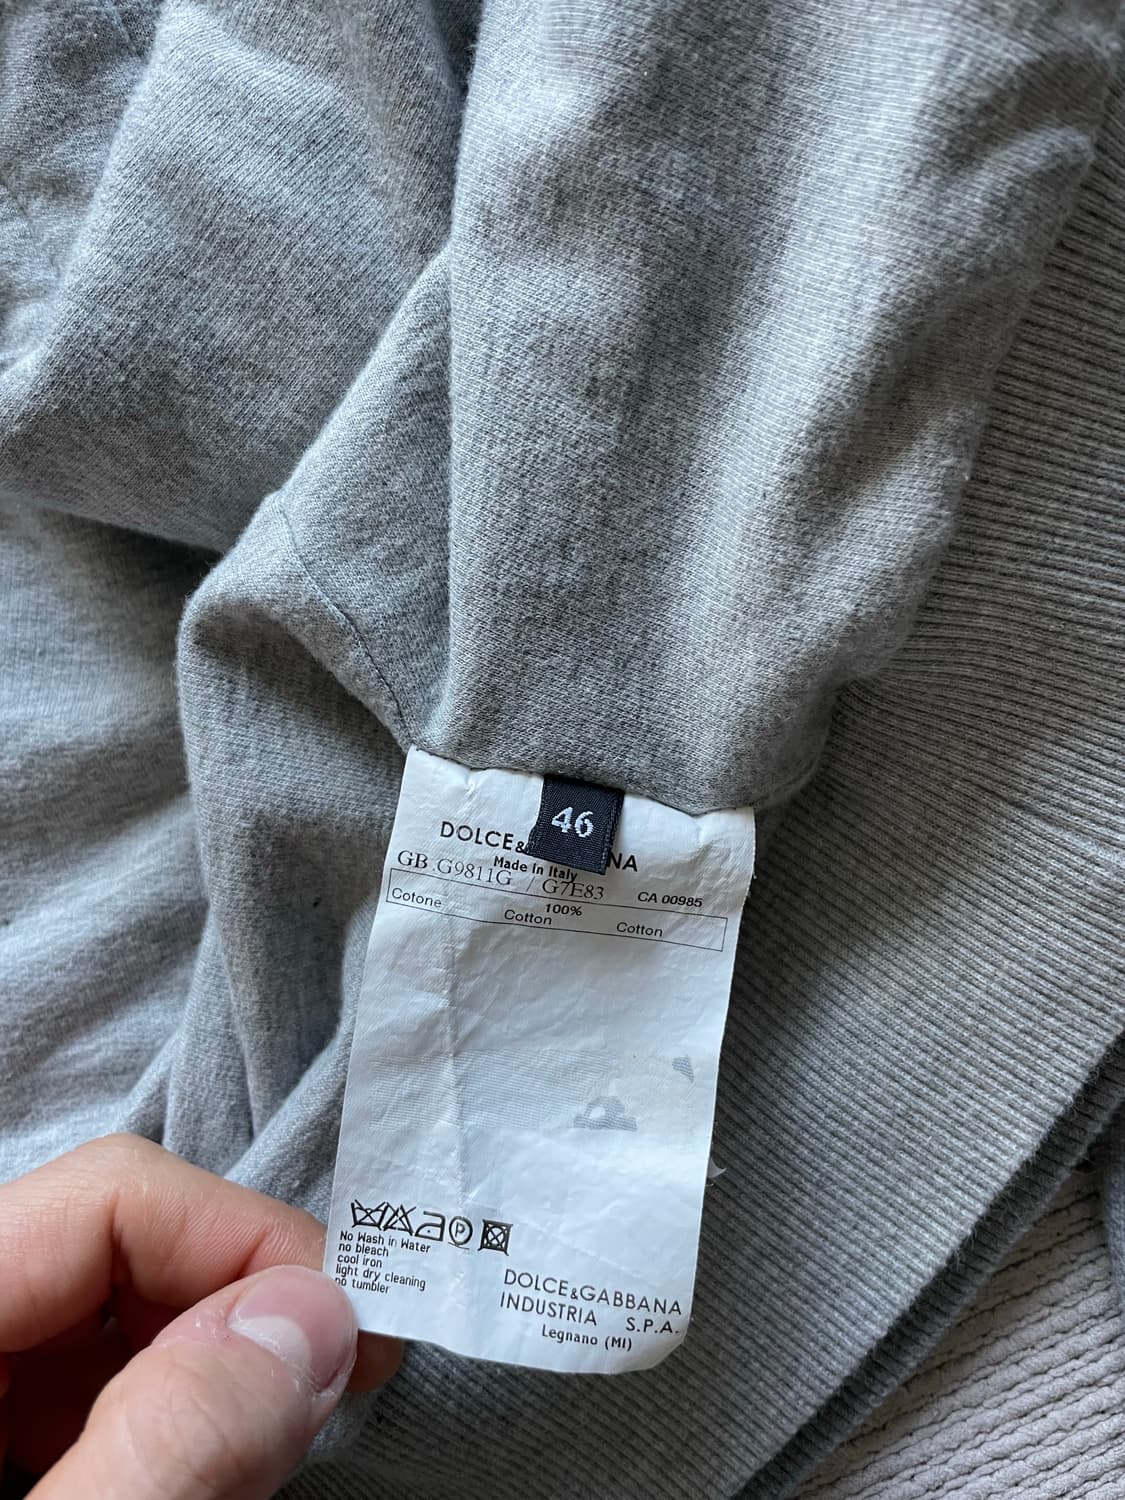 46
DOLCE& NA
Made in Italy
GB.G9811G / G7E83 CA 00985
Cotone 100% Cotton Cotton
No Wash in Water
no bleach
cool iron
light dry cleaning
no tumbler
DOLCE&GABBANA
INDUSTRIA S.P.A.
Legnano (MI)